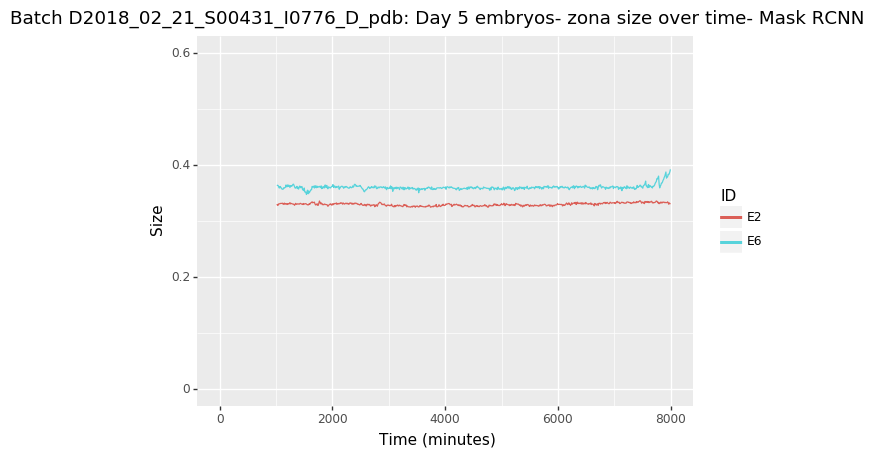 Batch D2018_02_21_S00431_I0776_D_pdb: Day 5 embryos- zona size over time- Mask RCNN
0.6
0.4
0.2
0
Size
0 2000 4000 6000 8000
Time (minutes)
ID
E2
E6